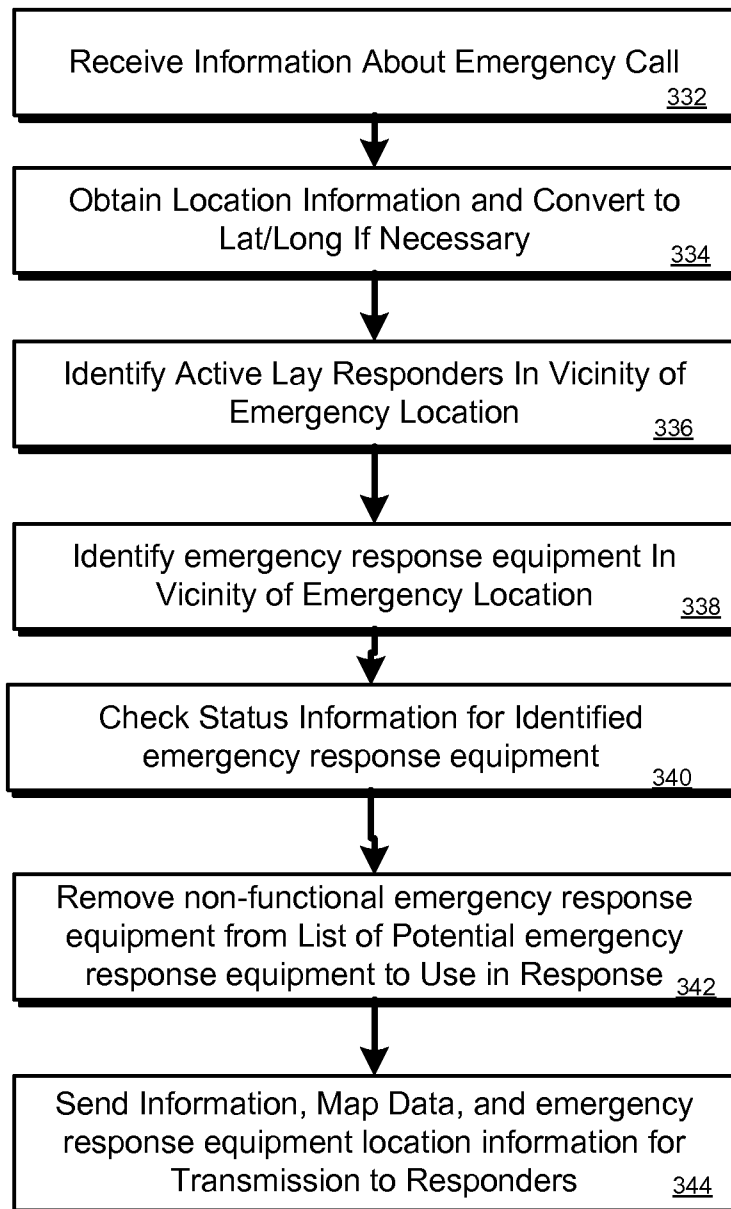 Receive Information About Emergency Call
332
Obtain Location Information and Convert to
Lat/Long If Necessary
334
Identify Active Lay Responders In Vicinity of
Emergency Location
336
Identify emergency response equipment In
Vicinity of Emergency Location
338
Check Status Information for Identified
emergency response equipment
340
Remove non-functional emergency response
equipment from List of Potential emergency
response equipment to Use in Response
342
Send Information, Map Data, and emergency
response equipment location information for
Transmission to Responders
344